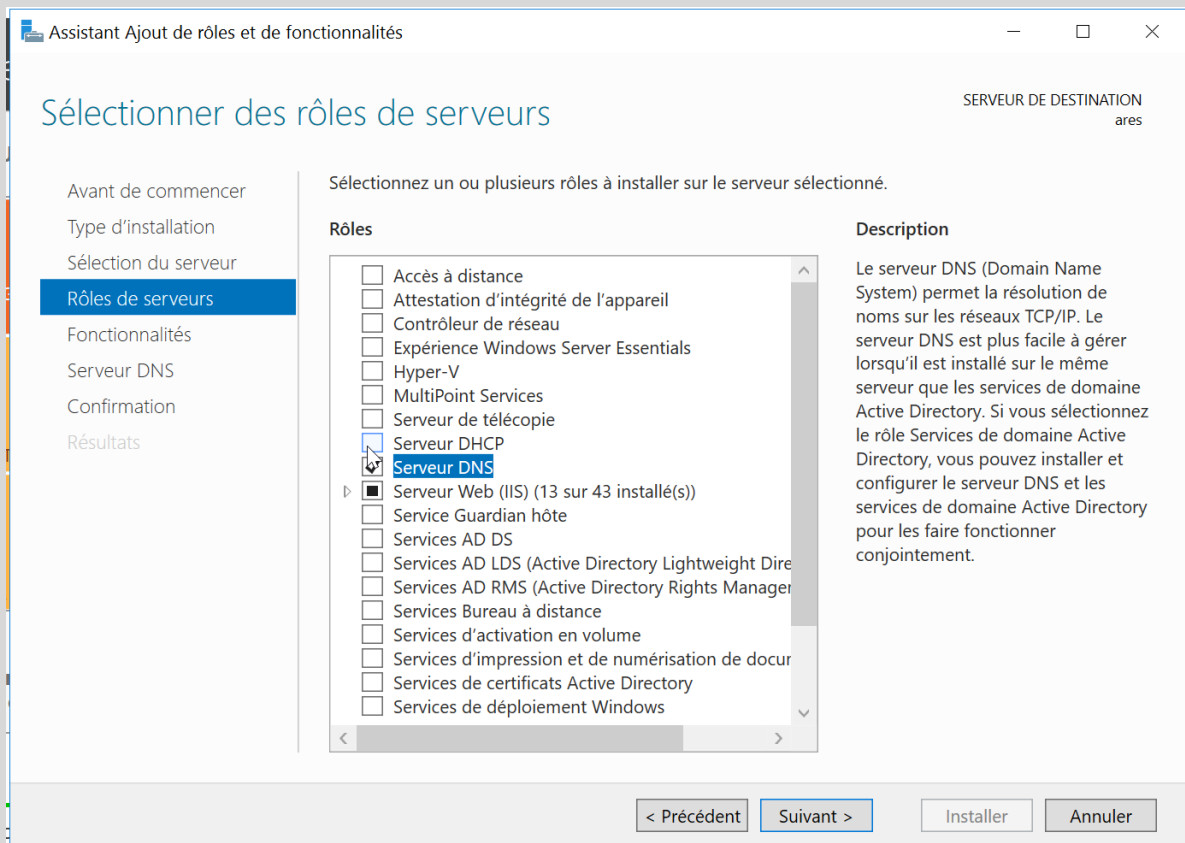 Assistant Ajout de rôles et de fonctionnalités
Sélectionner des rôles de serveurs
SERVEUR DE DESTINATION
ares
Avant de commencer
Type d'installation
Sélection du serveur
Rôles de serveurs
Fonctionnalités
Serveur DNS
Confirmation
Résultats
Sélectionnez un ou plusieurs rôles à installer sur le serveur sélectionné.
Rôles
Accès à distance
Attestation d'intégrité de l'appareil
Contrôleur de réseau
Expérience Windows Server Essentials
Hyper-V
MultiPoint Services
Serveur de télécopie
Serveur DHCP
Serveur DNS
Serveur Web (IIS) (13 sur 43 installé(s))
Service Guardian hôte
Services AD DS
Services AD LDS (Active Directory Lightweight Dire
Services AD RMS (Active Directory Rights Manager
Services Bureau à distance
Services d'activation en volume
Services d'impression et de numérisation de docur
Services de certificats Active Directory
Services de déploiement Windows
Description
Le serveur DNS (Domain Name
System) permet la résolution de
noms sur les réseaux TCP/IP. Le
serveur DNS est plus facile à gérer
lorsqu'il est installé sur le même
serveur que les services de domaine
Active Directory. Si vous sélectionnez
le rôle Services de domaine Active
Directory, vous pouvez installer et
configurer le serveur DNS et les
services de domaine Active Directory
pour les faire fonctionner
conjointement.
< Précédent
Suivant >
Installer
Annuler